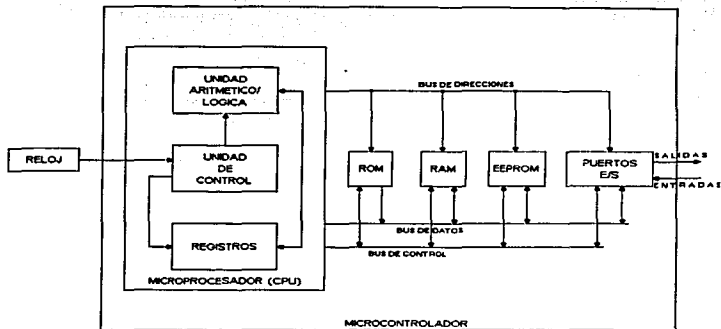 UNIDAD
ARITMETICO/
LOGICA
BUS DE DIRECCIONES
RELOJ
UNIDAD
DE
CONTROL
ROM
RAM
EEPROM
PUERTOS
E/S
SALIDAS
ENTRADAS
REGISTROS
BUS DE DATOS
BUS DE CONTROL
MICROPROCESADOR (CPU)
MICROCONTROLADOR